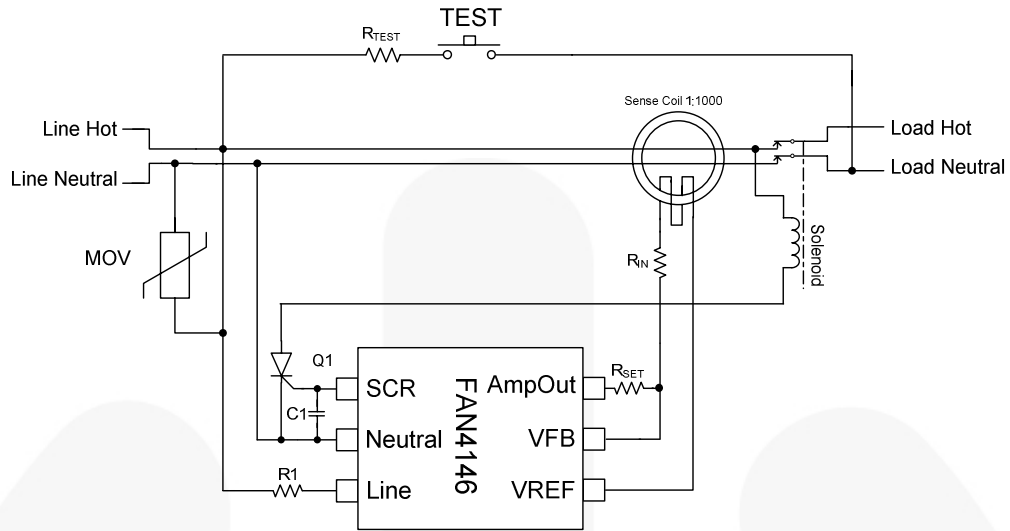 TEST
RTEST
Sense Coil 1:1000
Line Hot
Load Hot
Line Neutral
Load Neutral
Solenoid
MOV
RIN
Q1
RSET
SCR
AmpOut
C1
FAN4146
Neutral
VFB
R1
Line
VREF